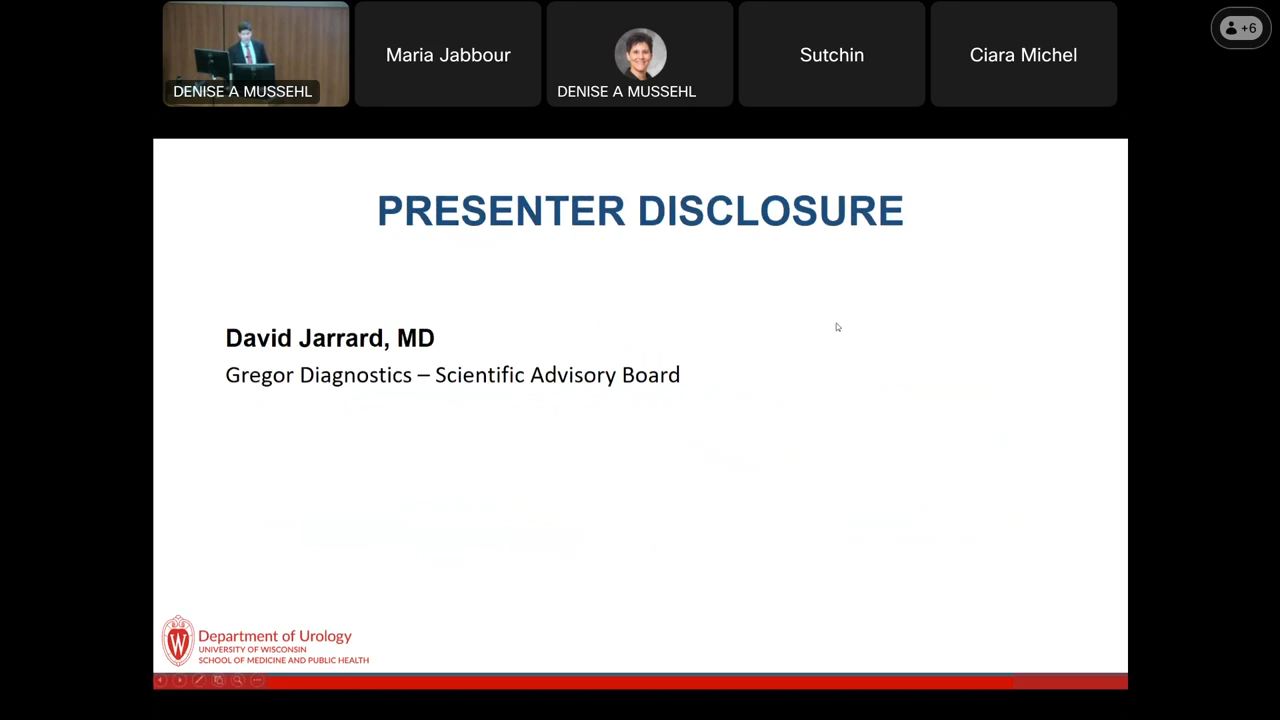 DENISE A MUSSEHL
Maria Jabbour
DENISE A MUSSEHL
Sutchin
Ciara Michel
+6
PRESENTER DISCLOSURE
David Jarrard, MD
Gregor Diagnostics – Scientific Advisory Board
W
Department of Urology
UNIVERSITY OF WISCONSIN
SCHOOL OF MEDICINE AND PUBLIC HEALTH